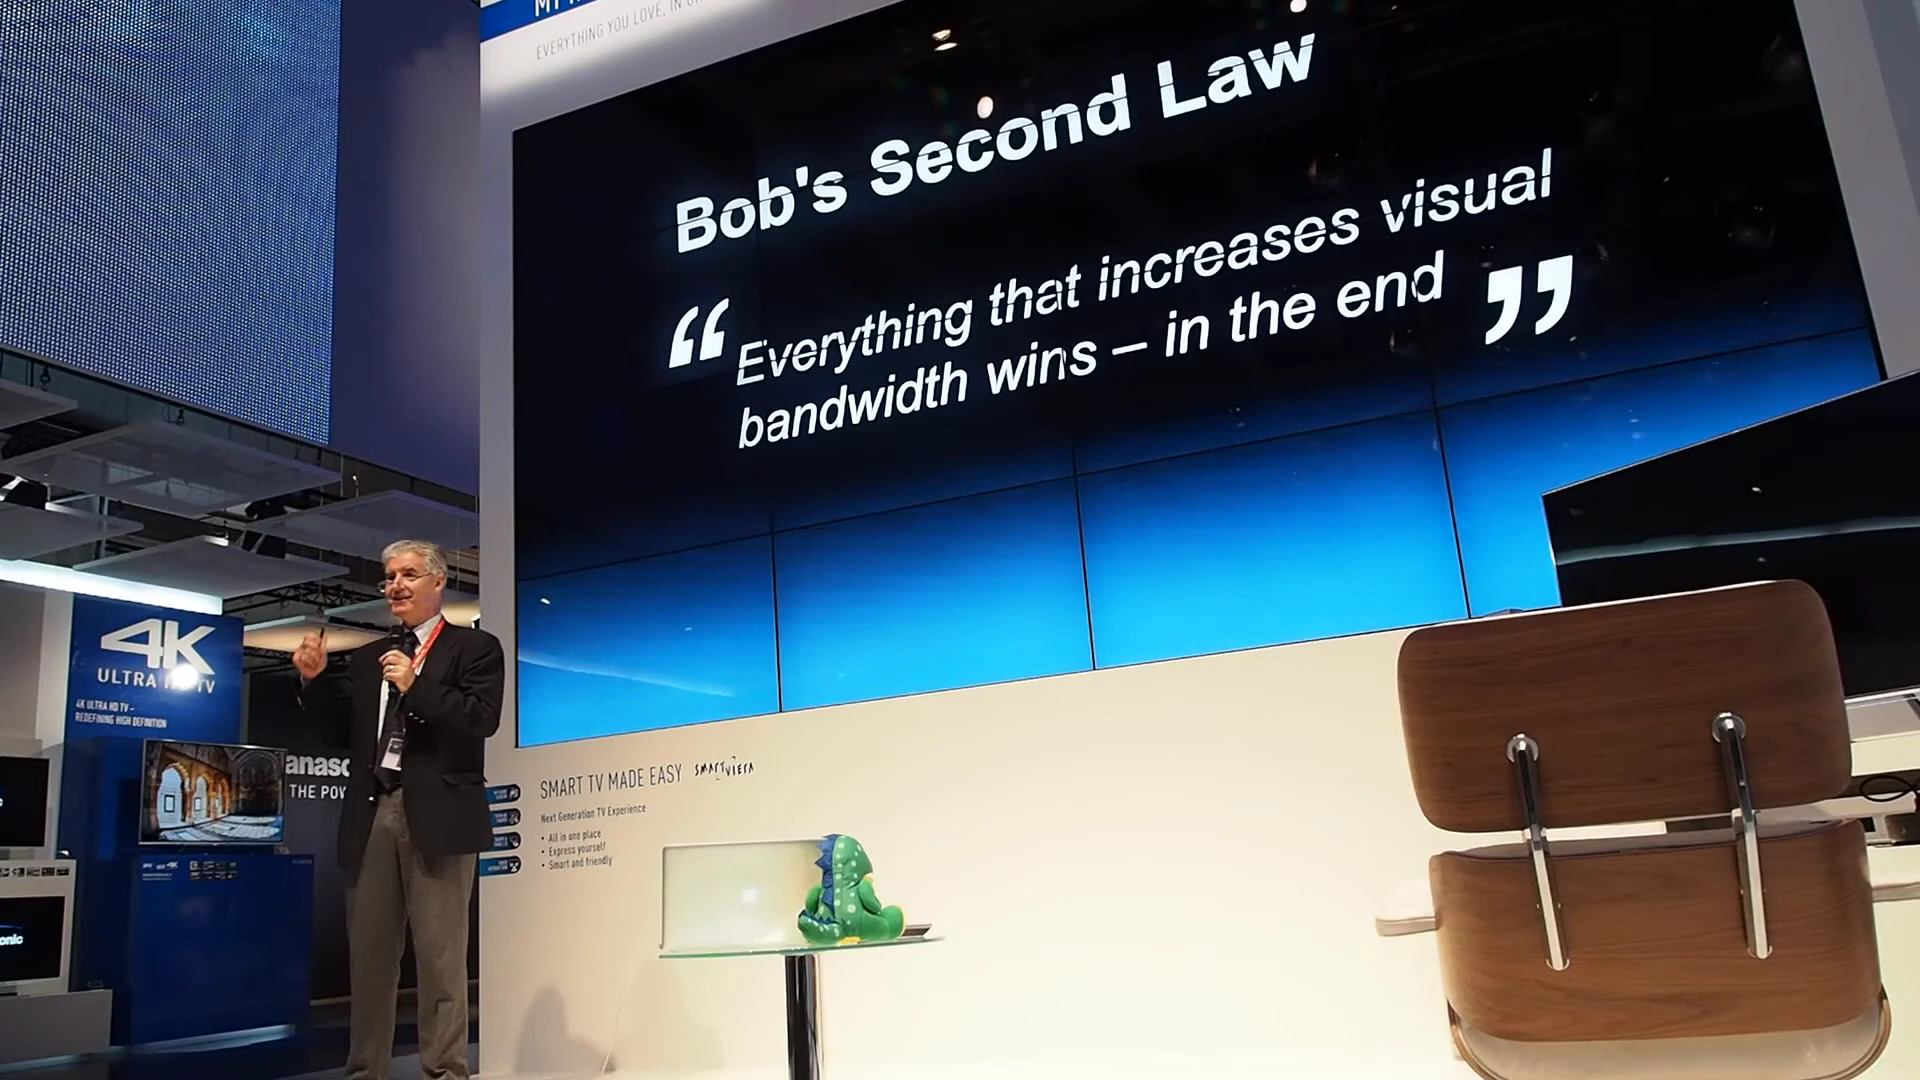 EVERYTHING YOU LOVE, IN
Bob's Second Law
“Everything that increases visual
bandwidth wins – in the end”
4K
ULTRA HD TV
4K ULTRA HD TV –
REDEFINING HIGH DEFINITION
anaso
THE POW
SMART TV MADE EASY SMART VIERA
Next Generation TV Experience
• All in one place
• Express yourself
• Smart and friendly
onic